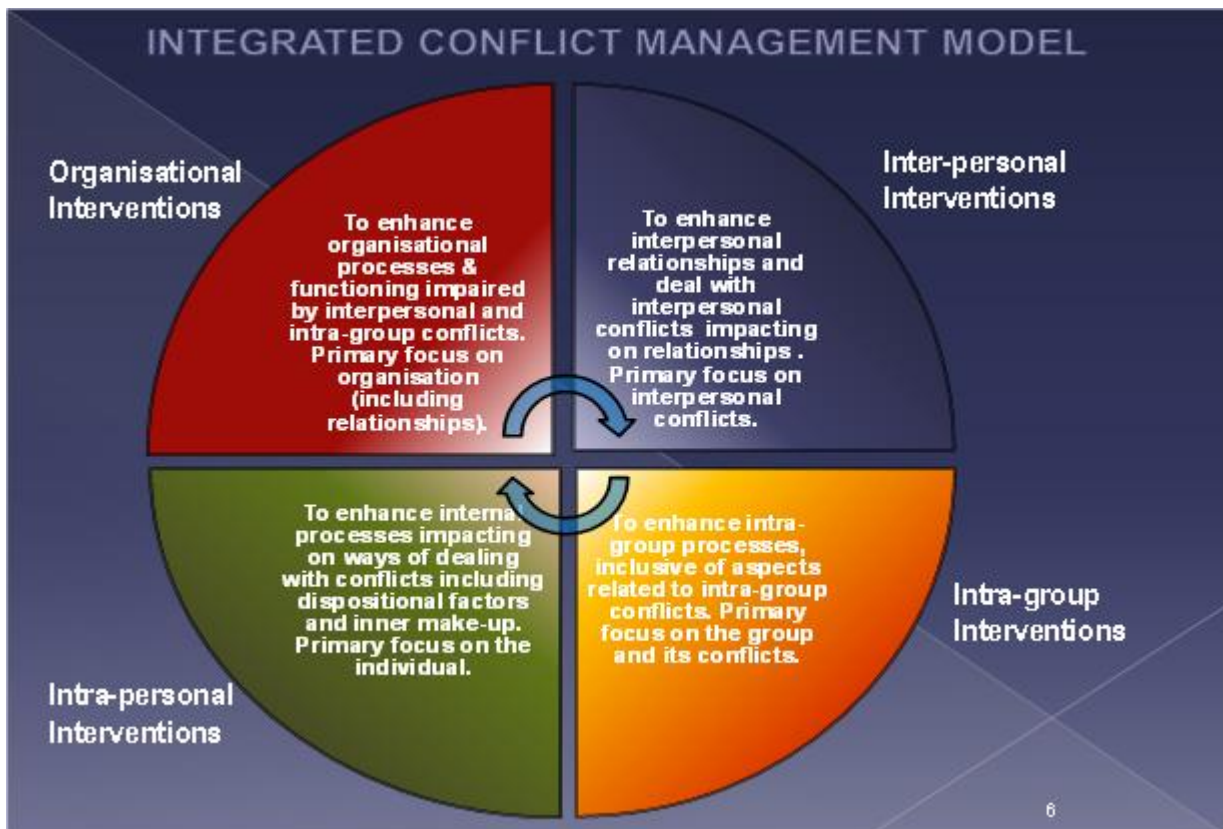 INTEGRATED CONFLICT MANAGEMENT MODEL
Organisational
Interventions
To enhance
organisational
processes &
functioning impaired
by interpersonal and
intra-group conflicts.
Primary focus on
organisation
(including
relationships).
Inter-personal
Interventions
To enhance
interpersonal
relationships and
deal with
interpersonal
conflicts impacting
on relationships .
Primary focus on
interpersonal
conflicts.
Intra-personal
Interventions
To enhance internal
processes impacting
on ways of dealing
with conflicts including
dispositional factors
and inner make-up.
Primary focus on the
individual.
To enhance intra-
group processes,
inclusive of aspects
related to intra-group
conflicts. Primary
focus on the group
and its conflicts.
Intra-group
Interventions
6